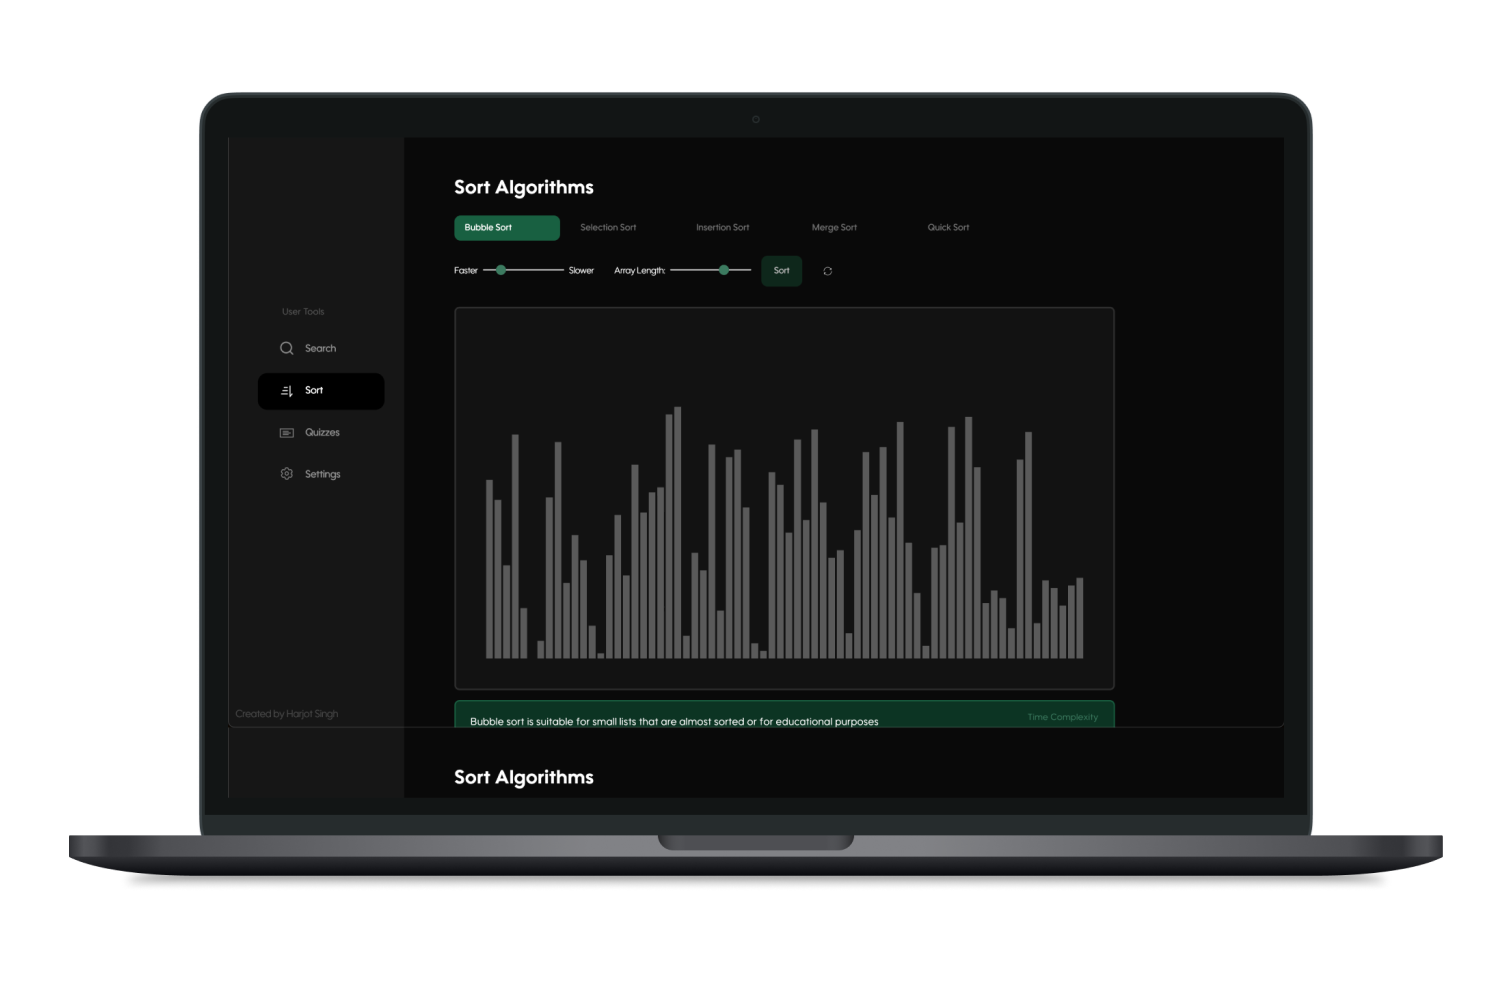 Sort Algorithms
Bubble Sort
Selection Sort
Insertion Sort
Merge Sort
Quick Sort
Faster
Slower
Array Length:
Sort
User Tools
Search
Sort
Quizzes
Settings
Created by Harjot Singh
Bubble sort is suitable for small lists that are almost sorted or for educational purposes
Time Complexity
Sort Algorithms